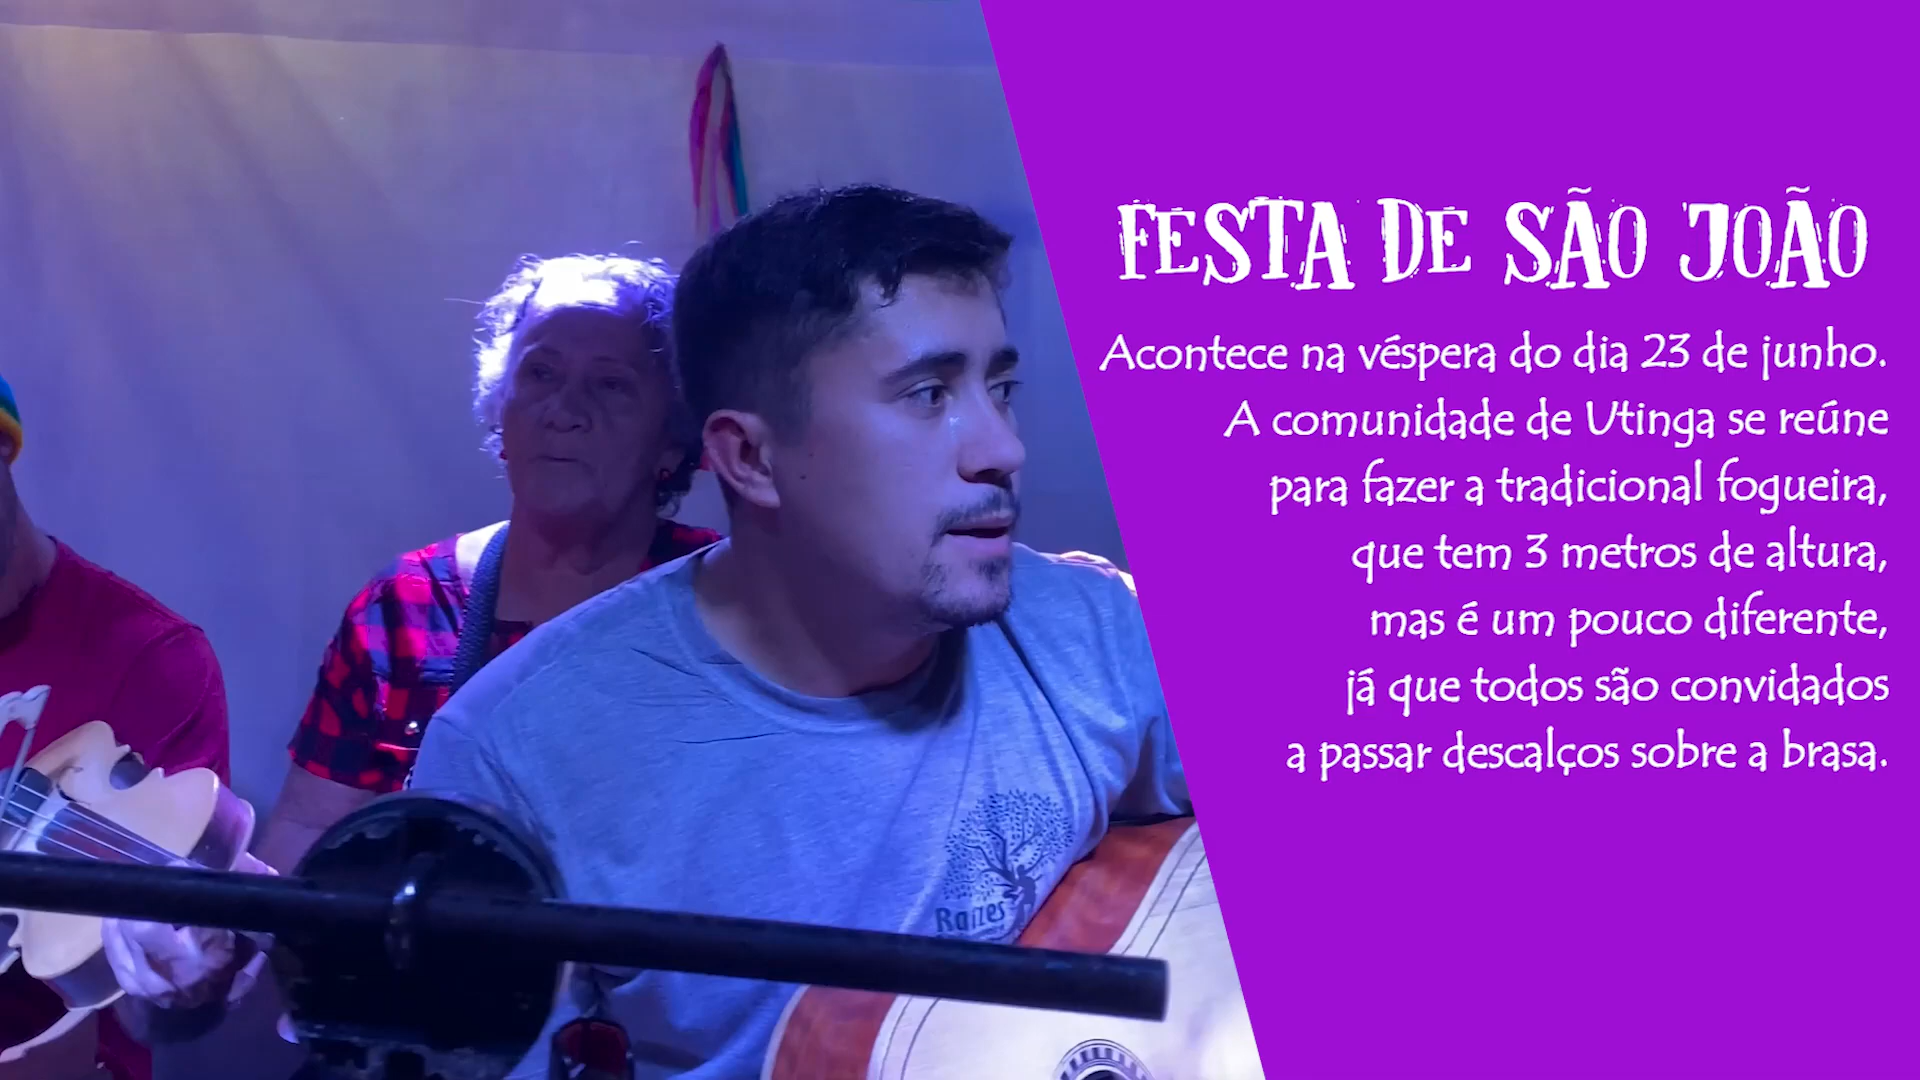 FESTA DE SÃO JOÃO
Acontece na véspera do dia 23 de junho.
A comunidade de Utinga se reúne
para fazer a tradicional fogueira,
que tem 3 metros de altura,
mas é um pouco diferente,
já que todos são convidados
a passar descalços sobre a brasa.
Raízes